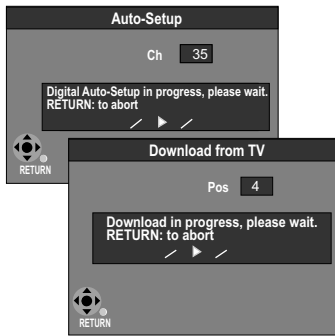 Auto-Setup
Ch 35
Digital Auto-Setup in progress, please wait.
RETURN: to abort
RETURN
Download from TV
Pos 4
Download in progress, please wait.
RETURN: to abort
RETURN